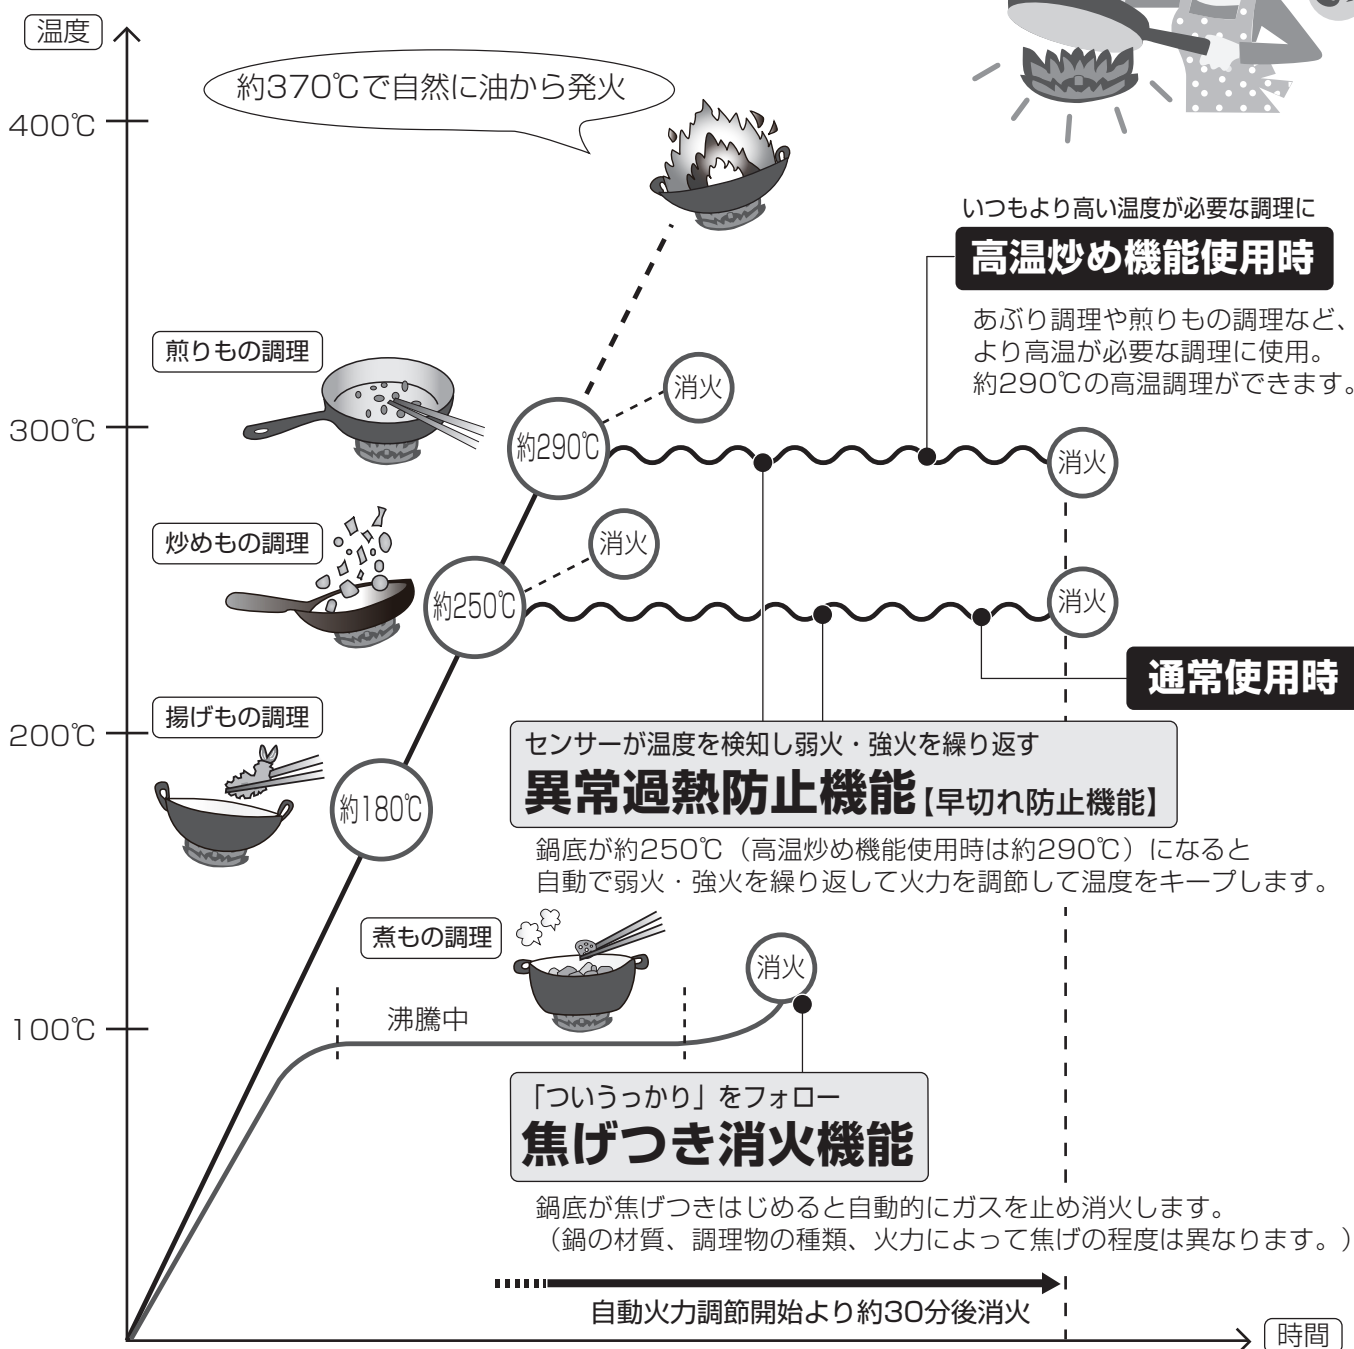 温度
約370℃で自然に油から発火
400℃
いつもより高い温度が必要な調理に
高温炒め機能使用時
あぶり調理や煎りもの調理など、
より高温が必要な調理に使用。
約290℃の高温調理ができます。
煎りもの調理
消火
300℃
約290℃
消火
炒めもの調理
消火
約250℃
消火
通常使用時
揚げもの調理
200℃
約180℃
センサーが温度を検知し弱火・強火を繰り返す
異常過熱防止機能【早切れ防止機能】
鍋底が約250℃（高温炒め機能使用時は約290℃）になると
自動で弱火・強火を繰り返して火力を調節して温度をキープします。
煮もの調理
消火
沸騰中
100℃
「ついうっかり」をフォロー
焦げつき消火機能
鍋底が焦げつきはじめると自動的にガスを止め消火します。
（鍋の材質、調理物の種類、火力によって焦げの程度は異なります。）
自動火力調節開始より約30分後消火
時間